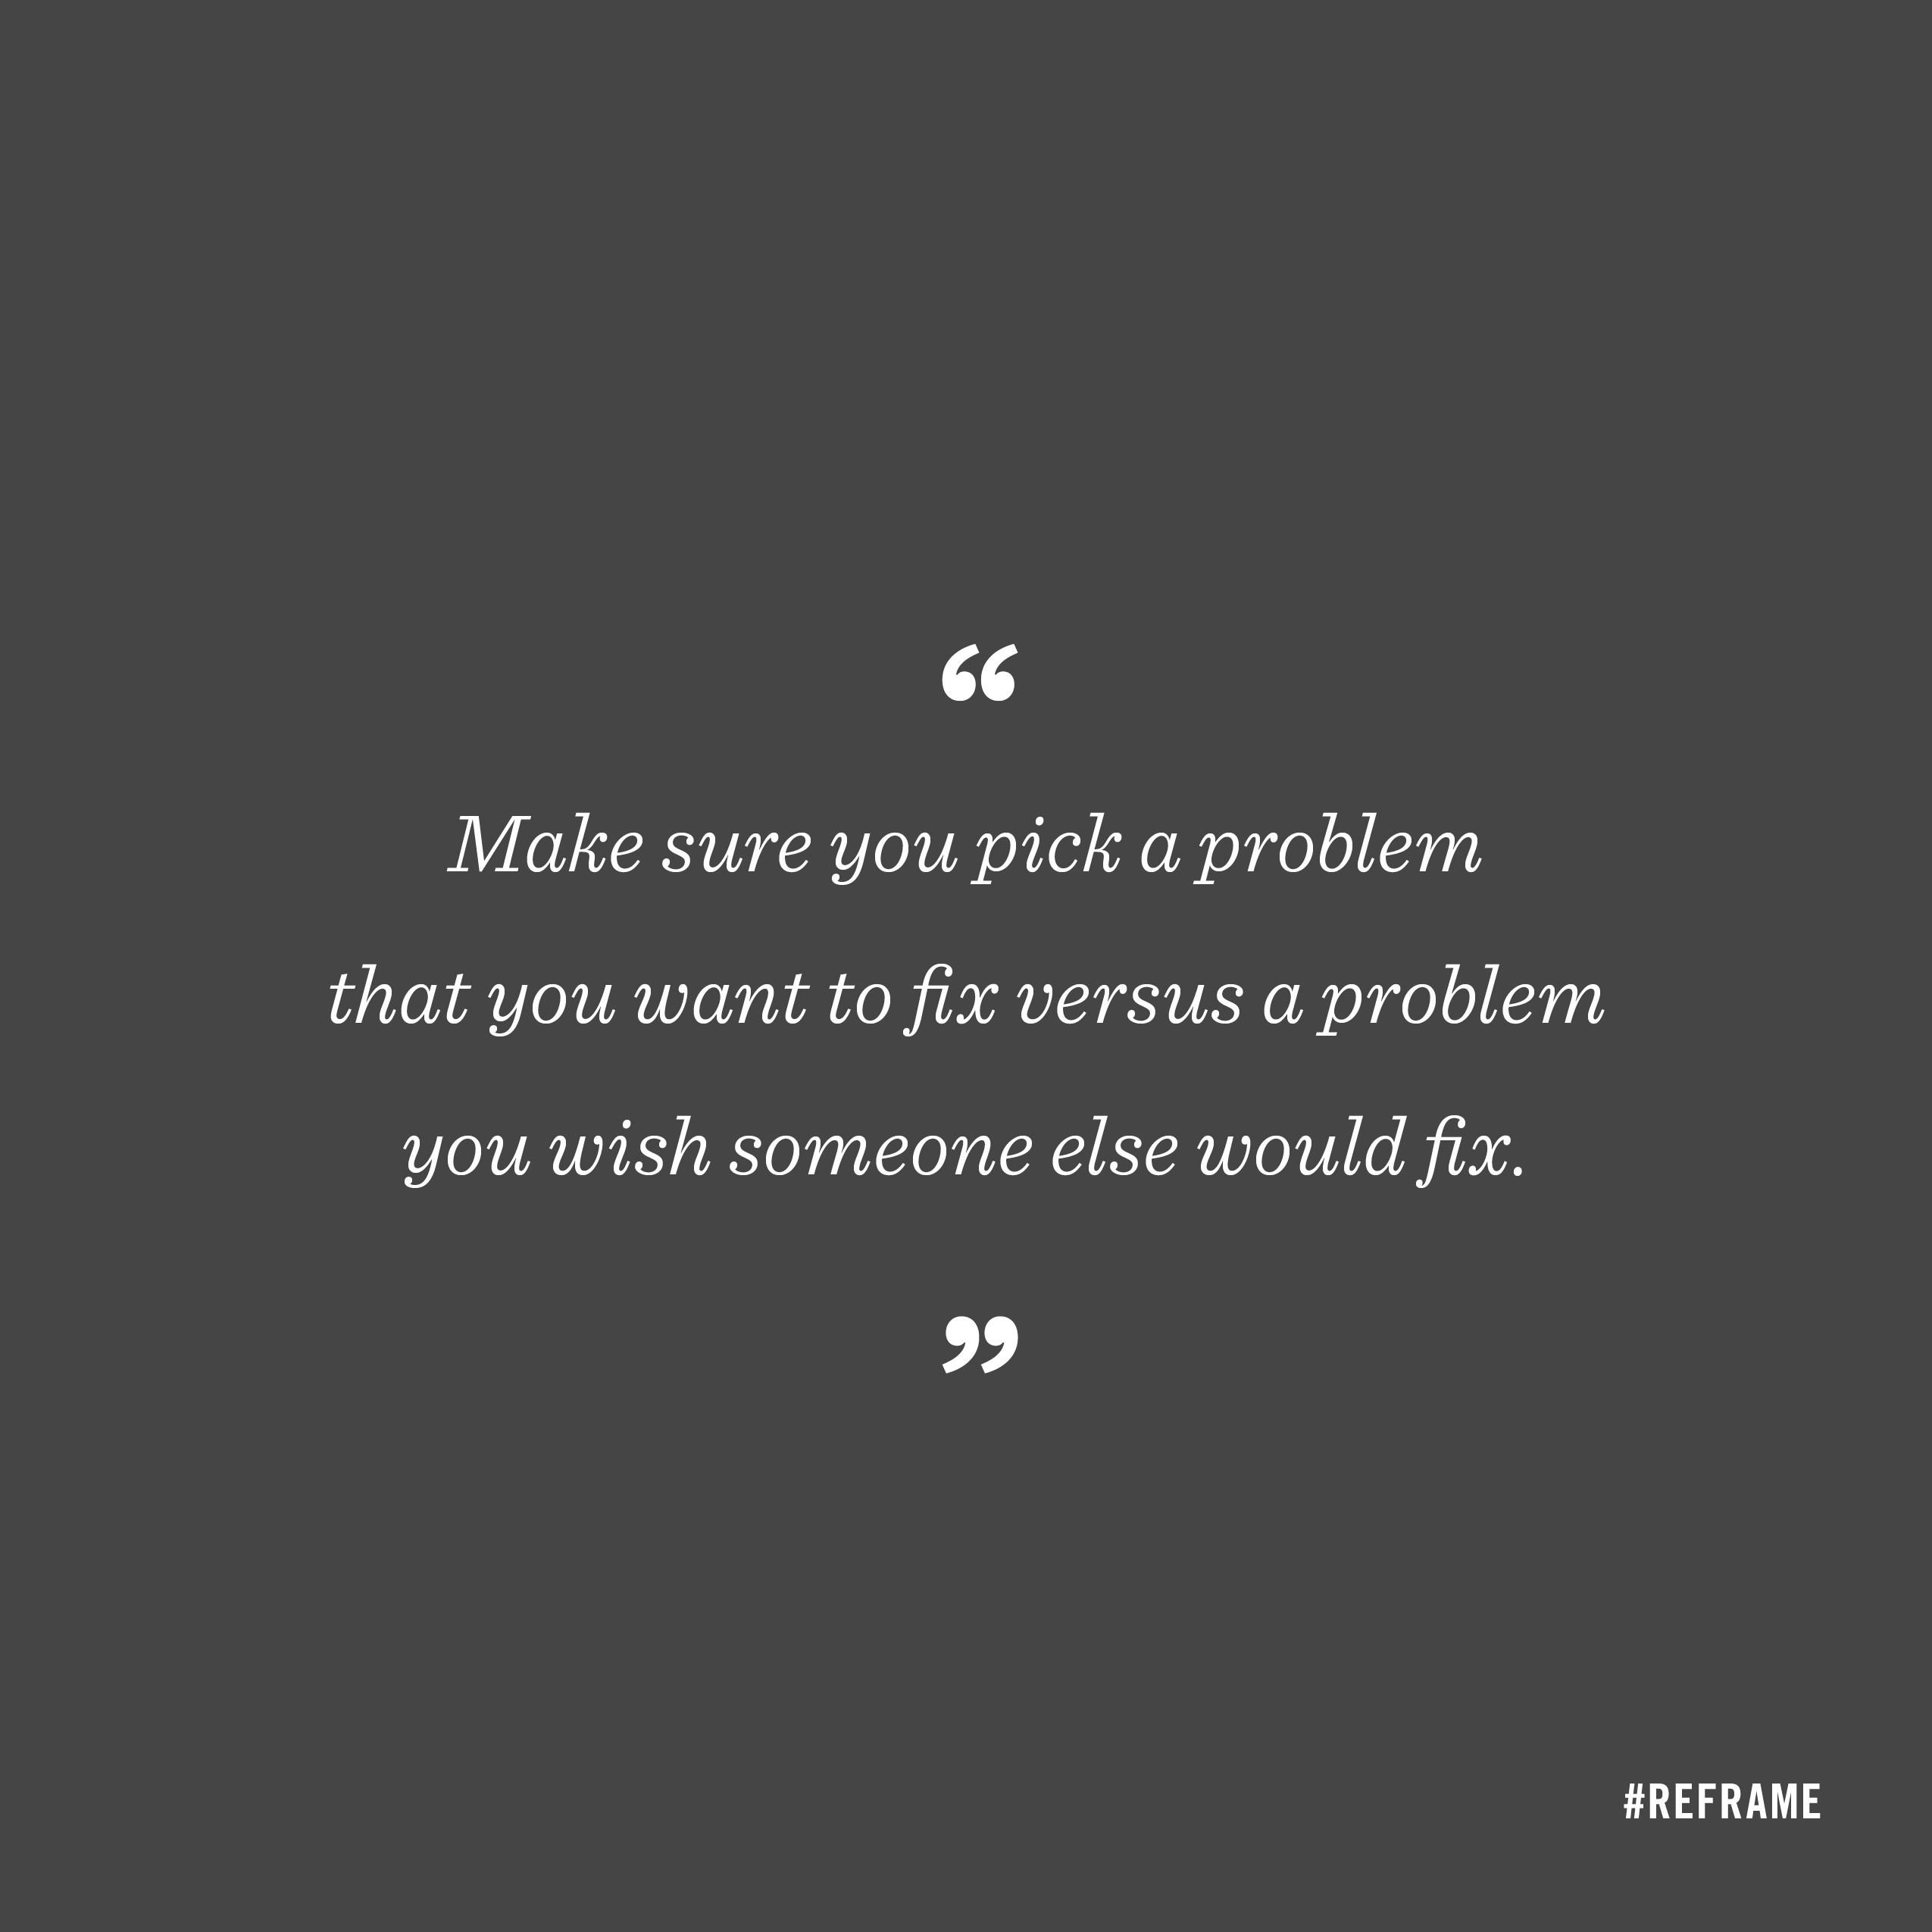 “
Make sure you pick a problem
that you want to fix versus a problem
you wish someone else would fix.
”
#REFRAME